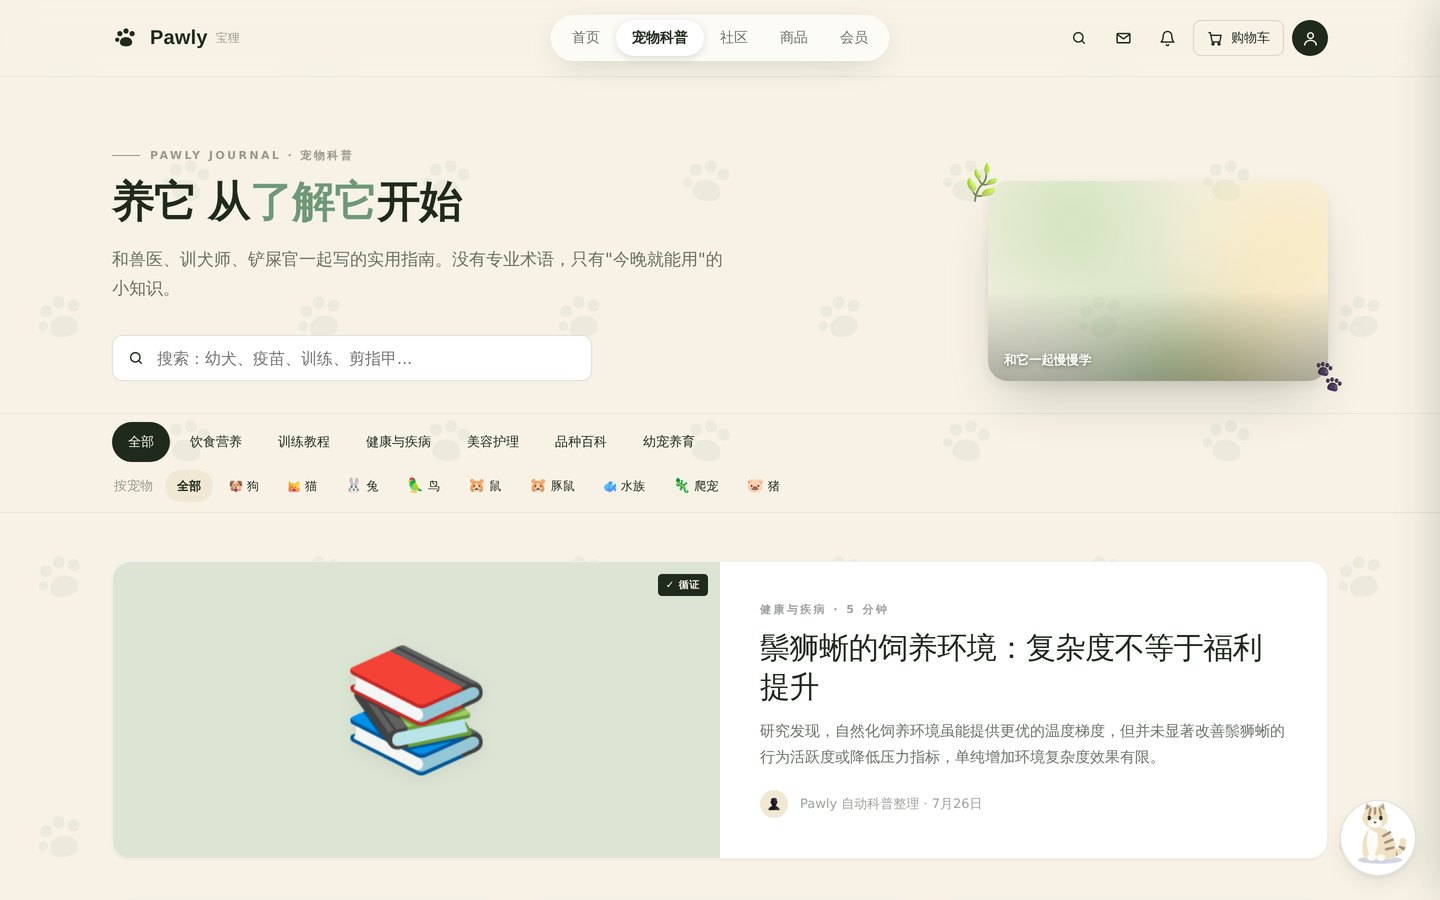 Pawly 宝狸
首页 宠物科普 社区 商品 会员
购物车
PAWLY JOURNAL · 宠物科普
养它 从了解它开始
和兽医、训犬师、铲屎官一起写的实用指南。没有专业术语，只有"今晚就能用"的
小知识。
搜索：幼犬、疫苗、训练、剪指甲…
和它一起慢慢学
全部 饮食营养 训练教程 健康与疾病 美容护理 品种百科 幼宠养育
按宠物 全部 狗 猫 兔 鸟 鼠 豚鼠 水族 爬宠 猪
✓ 循证
健康与疾病 · 5 分钟
鬃狮蜥的饲养环境：复杂度不等于福利
提升
研究发现，自然化饲养环境虽能提供更优的温度梯度，但并未显著改善鬃狮蜥的
行为活跃度或降低压力指标，单纯增加环境复杂度效果有限。
Pawly 自动科普整理 · 7月26日